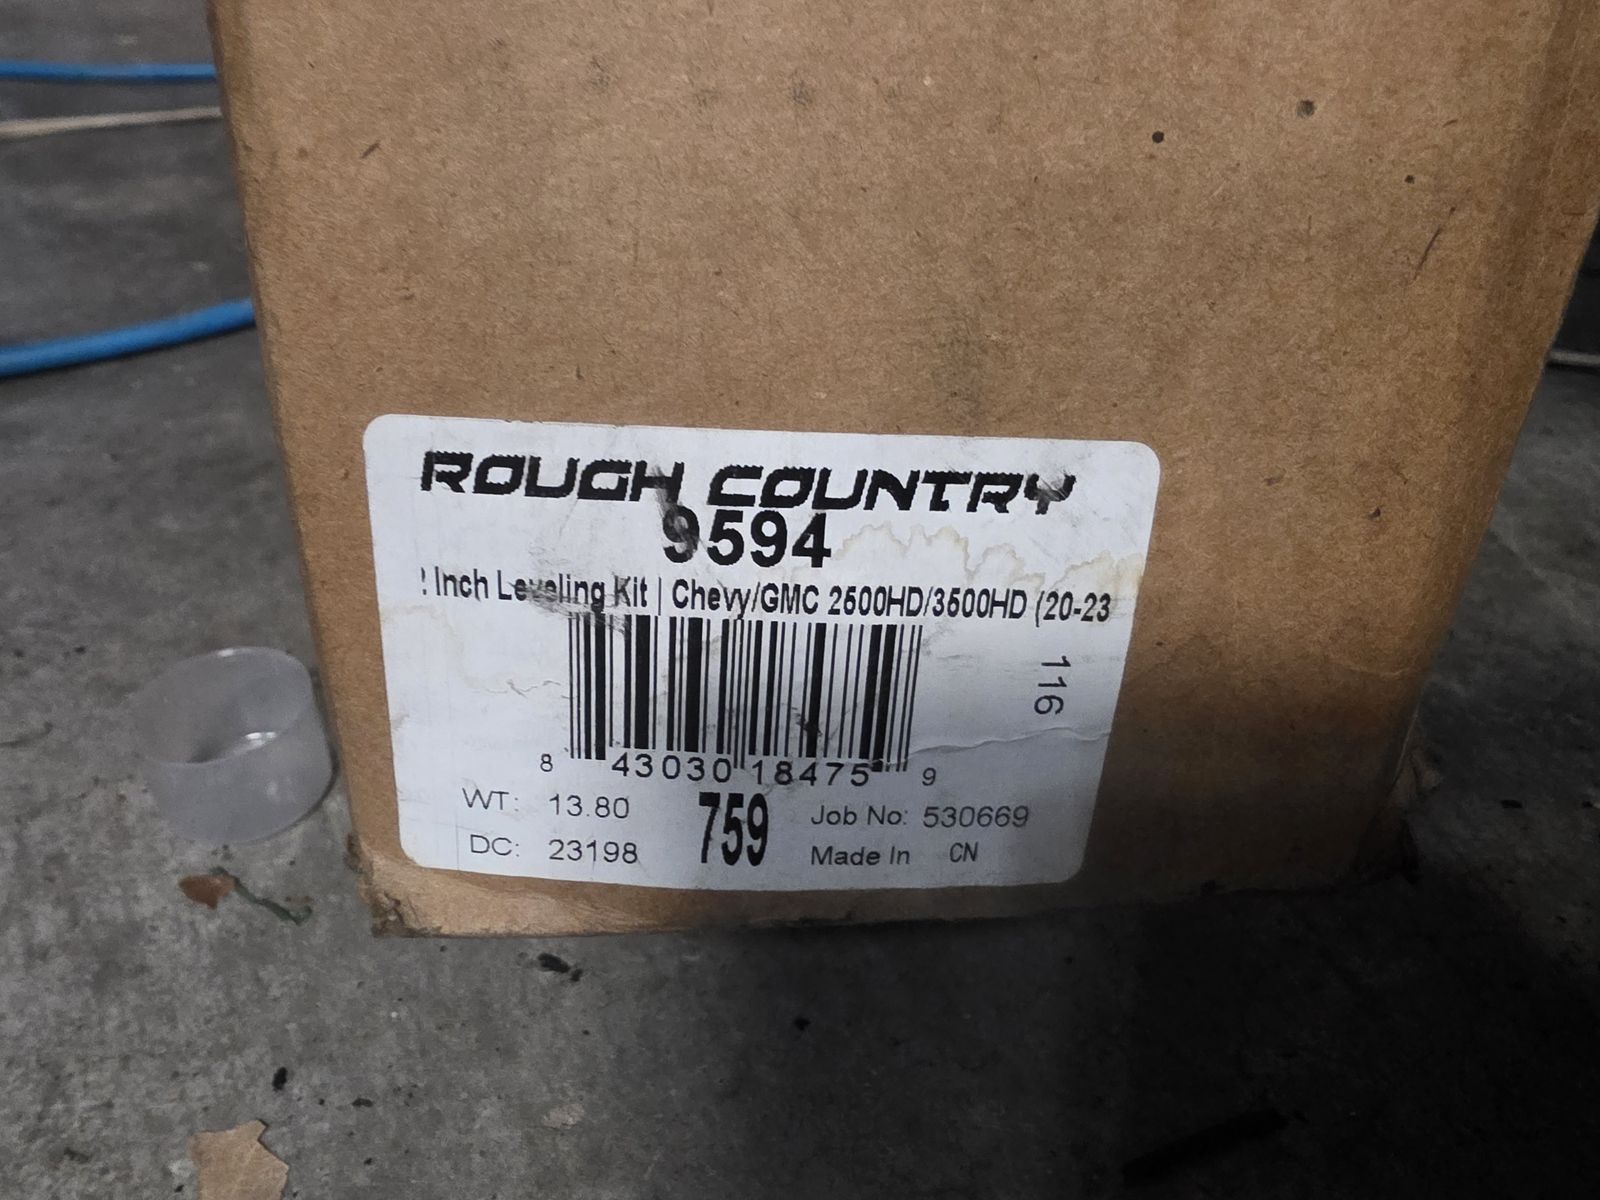 ROUGH COUNTRY
9594
Inch Leveling Kit | Chevy/GMC 2500HD/3500HD (20-23
116
8 43030 18475 9
WT: 13.80
759
Job No: 530669
DC: 23198
Made In CN